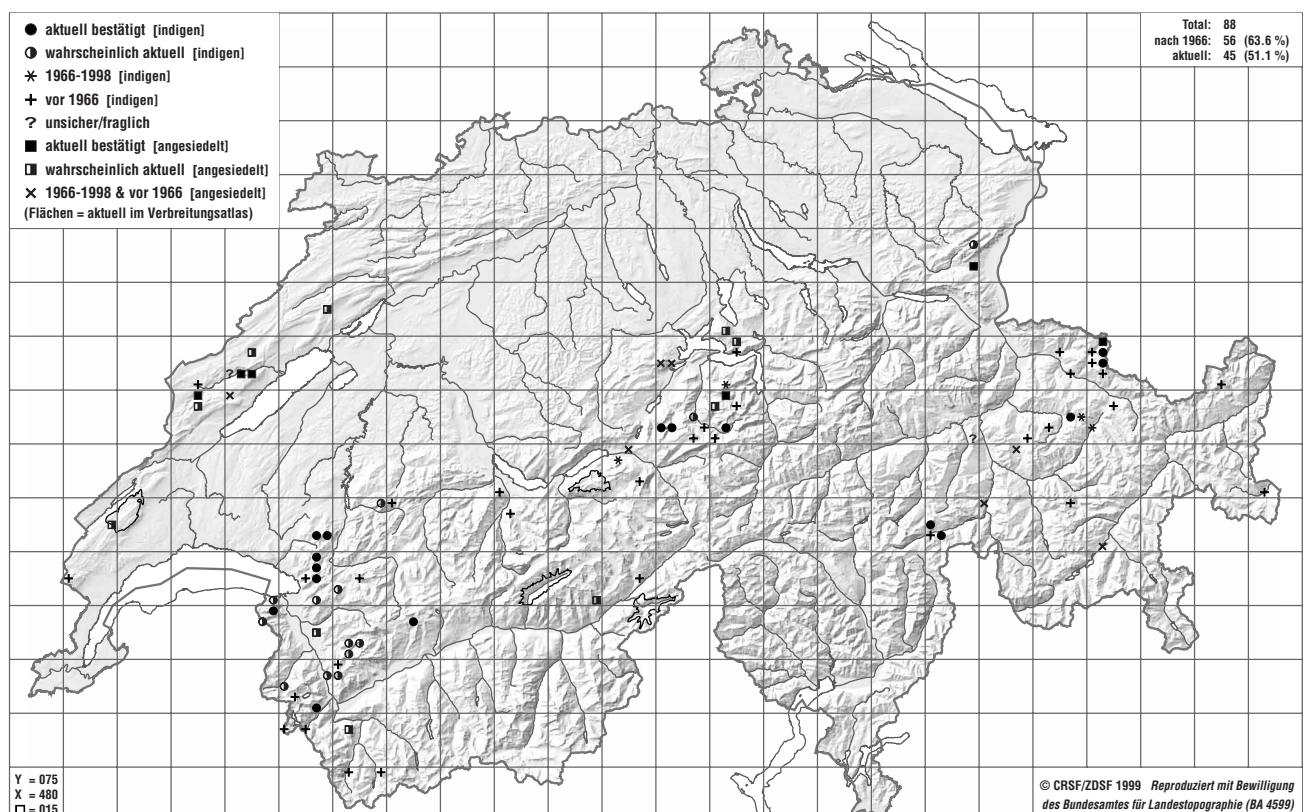 aktuell bestätigt [indigen]
wahrscheinlich aktuell [indigen]
1966-1998 [indigen]
vor 1966 [indigen]
? unsicher/fraglich
aktuell bestätigt [angesiedelt]
wahrscheinlich aktuell [angesiedelt]
1966-1998 & vor 1966 [angesiedelt]
(Flächen = aktuell im Verbreitungsatlas)
Total: 88
nach 1966: 56 (63.6 %)
aktuell: 45 (51.1 %)
?
?
Y = 075
X = 480
= 015
© CRSF/ZDSF 1999 Reproduziert mit Bewilligung
des Bundesamtes für Landestopographie (BA 4599)